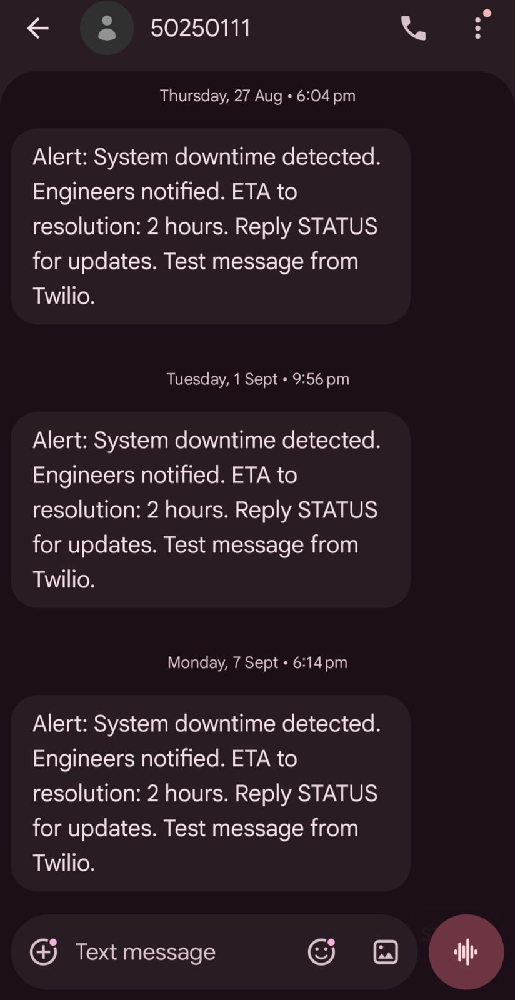 50250111
Thursday, 27 Aug • 6:04 pm
Alert: System downtime detected.
Engineers notified. ETA to
resolution: 2 hours. Reply STATUS
for updates. Test message from
Twilio.
Tuesday, 1 Sept • 9:56 pm
Alert: System downtime detected.
Engineers notified. ETA to
resolution: 2 hours. Reply STATUS
for updates. Test message from
Twilio.
Monday, 7 Sept • 6:14 pm
Alert: System downtime detected.
Engineers notified. ETA to
resolution: 2 hours. Reply STATUS
for updates. Test message from
Twilio.
Text message